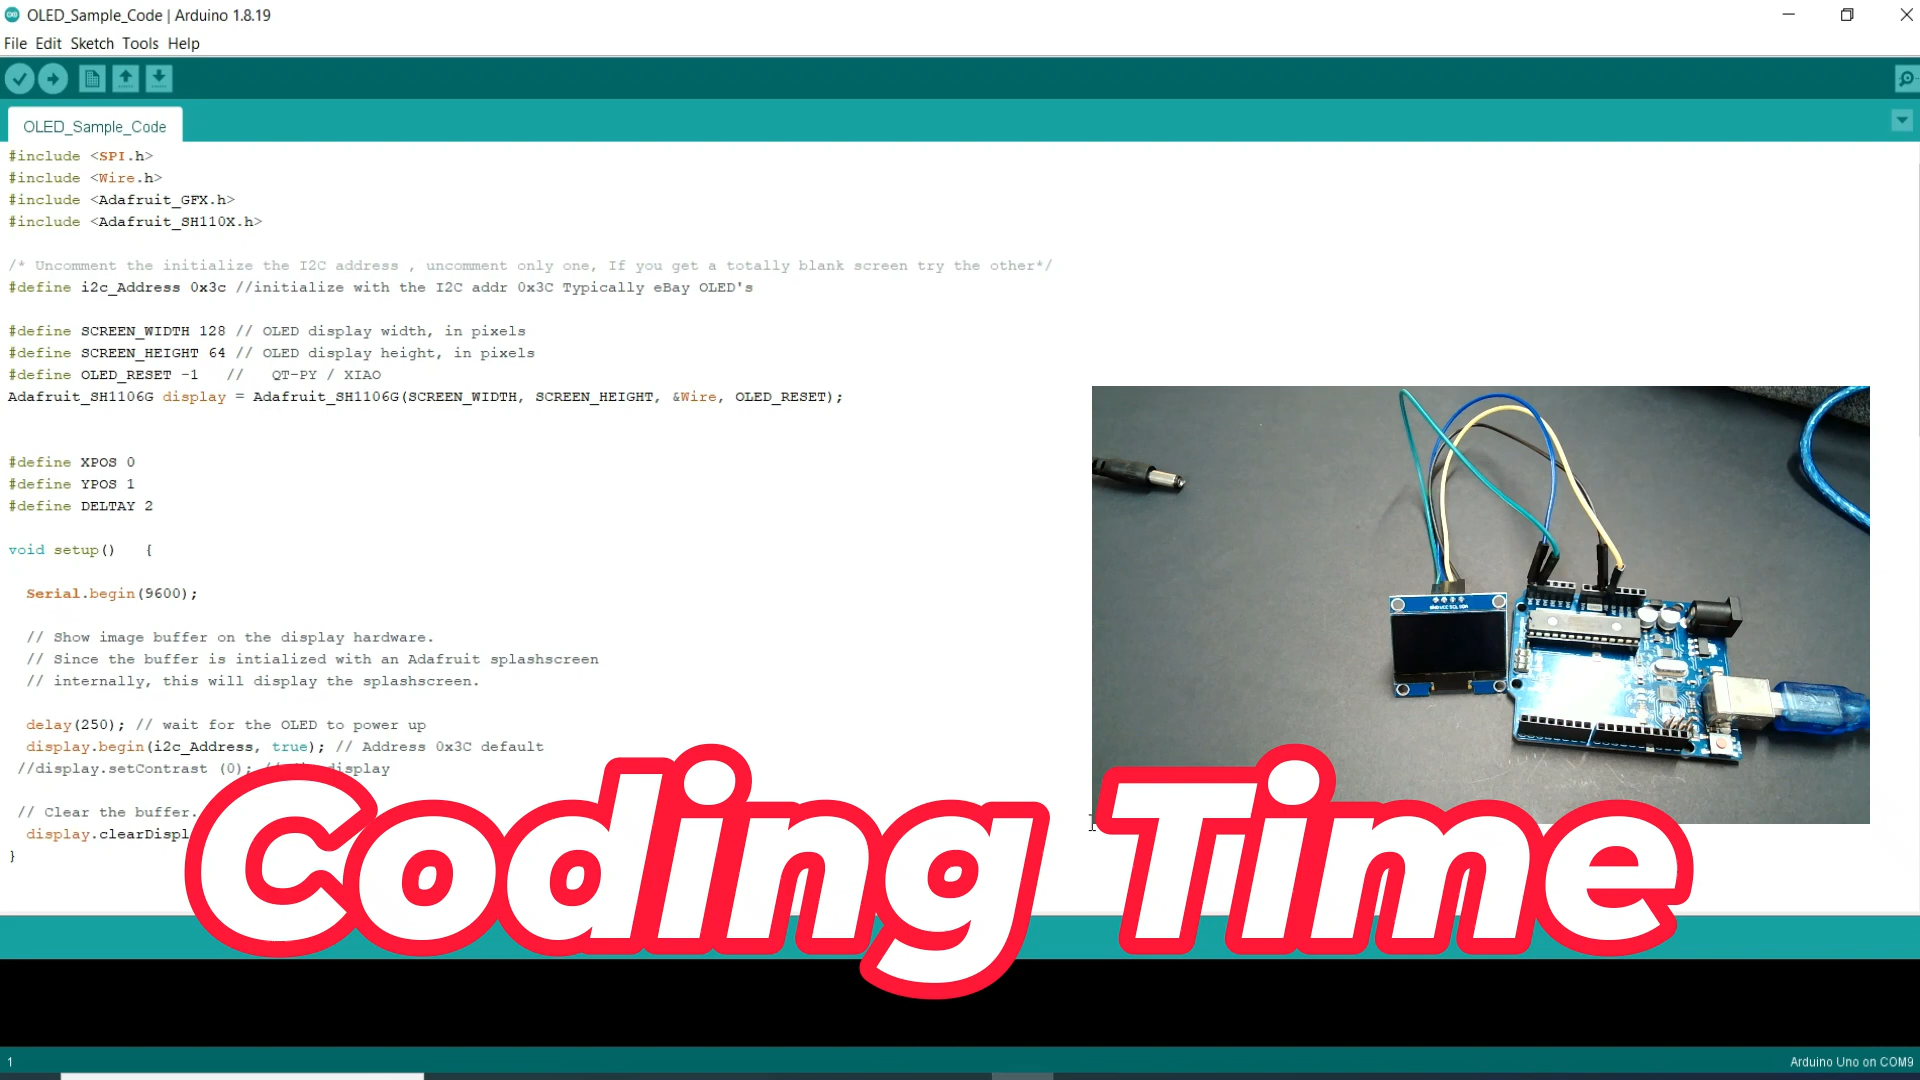 OLED_Sample_Code | Arduino 1.8.19
File Edit Sketch Tools Help
OLED_Sample_Code
#include <SPI.h>
#include <Wire.h>
#include <Adafruit_GFX.h>
#include <Adafruit_SH110X.h>
/* Uncomment the initialize the I2C address , uncomment only one, If you get a totally blank screen try the other*/
#define i2c_Address 0x3c //initialize with the I2C addr 0x3C Typically eBay OLED's
#define SCREEN_WIDTH 128 // OLED display width, in pixels
#define SCREEN_HEIGHT 64 // OLED display height, in pixels
#define OLED_RESET -1   //   QT-PY / XIAO
Adafruit_SH1106G display = Adafruit_SH1106G(SCREEN_WIDTH, SCREEN_HEIGHT, &Wire, OLED_RESET);
#define XPOS 0
#define YPOS 1
#define DELTAY 2
void setup()   {
Serial.begin(9600);
// Show image buffer on the display hardware.
// Since the buffer is intialized with an Adafruit splashscreen
// internally, this will display the splashscreen.
delay(250); // wait for the OLED to power up
display.begin(i2c_Address, true); // Address 0x3C default
//display.setContrast (0); // display
// Clear the buffer.
display.clearDispl
}
Coding Time
GND VCC SCL SDA
1
Arduino Uno on COM9